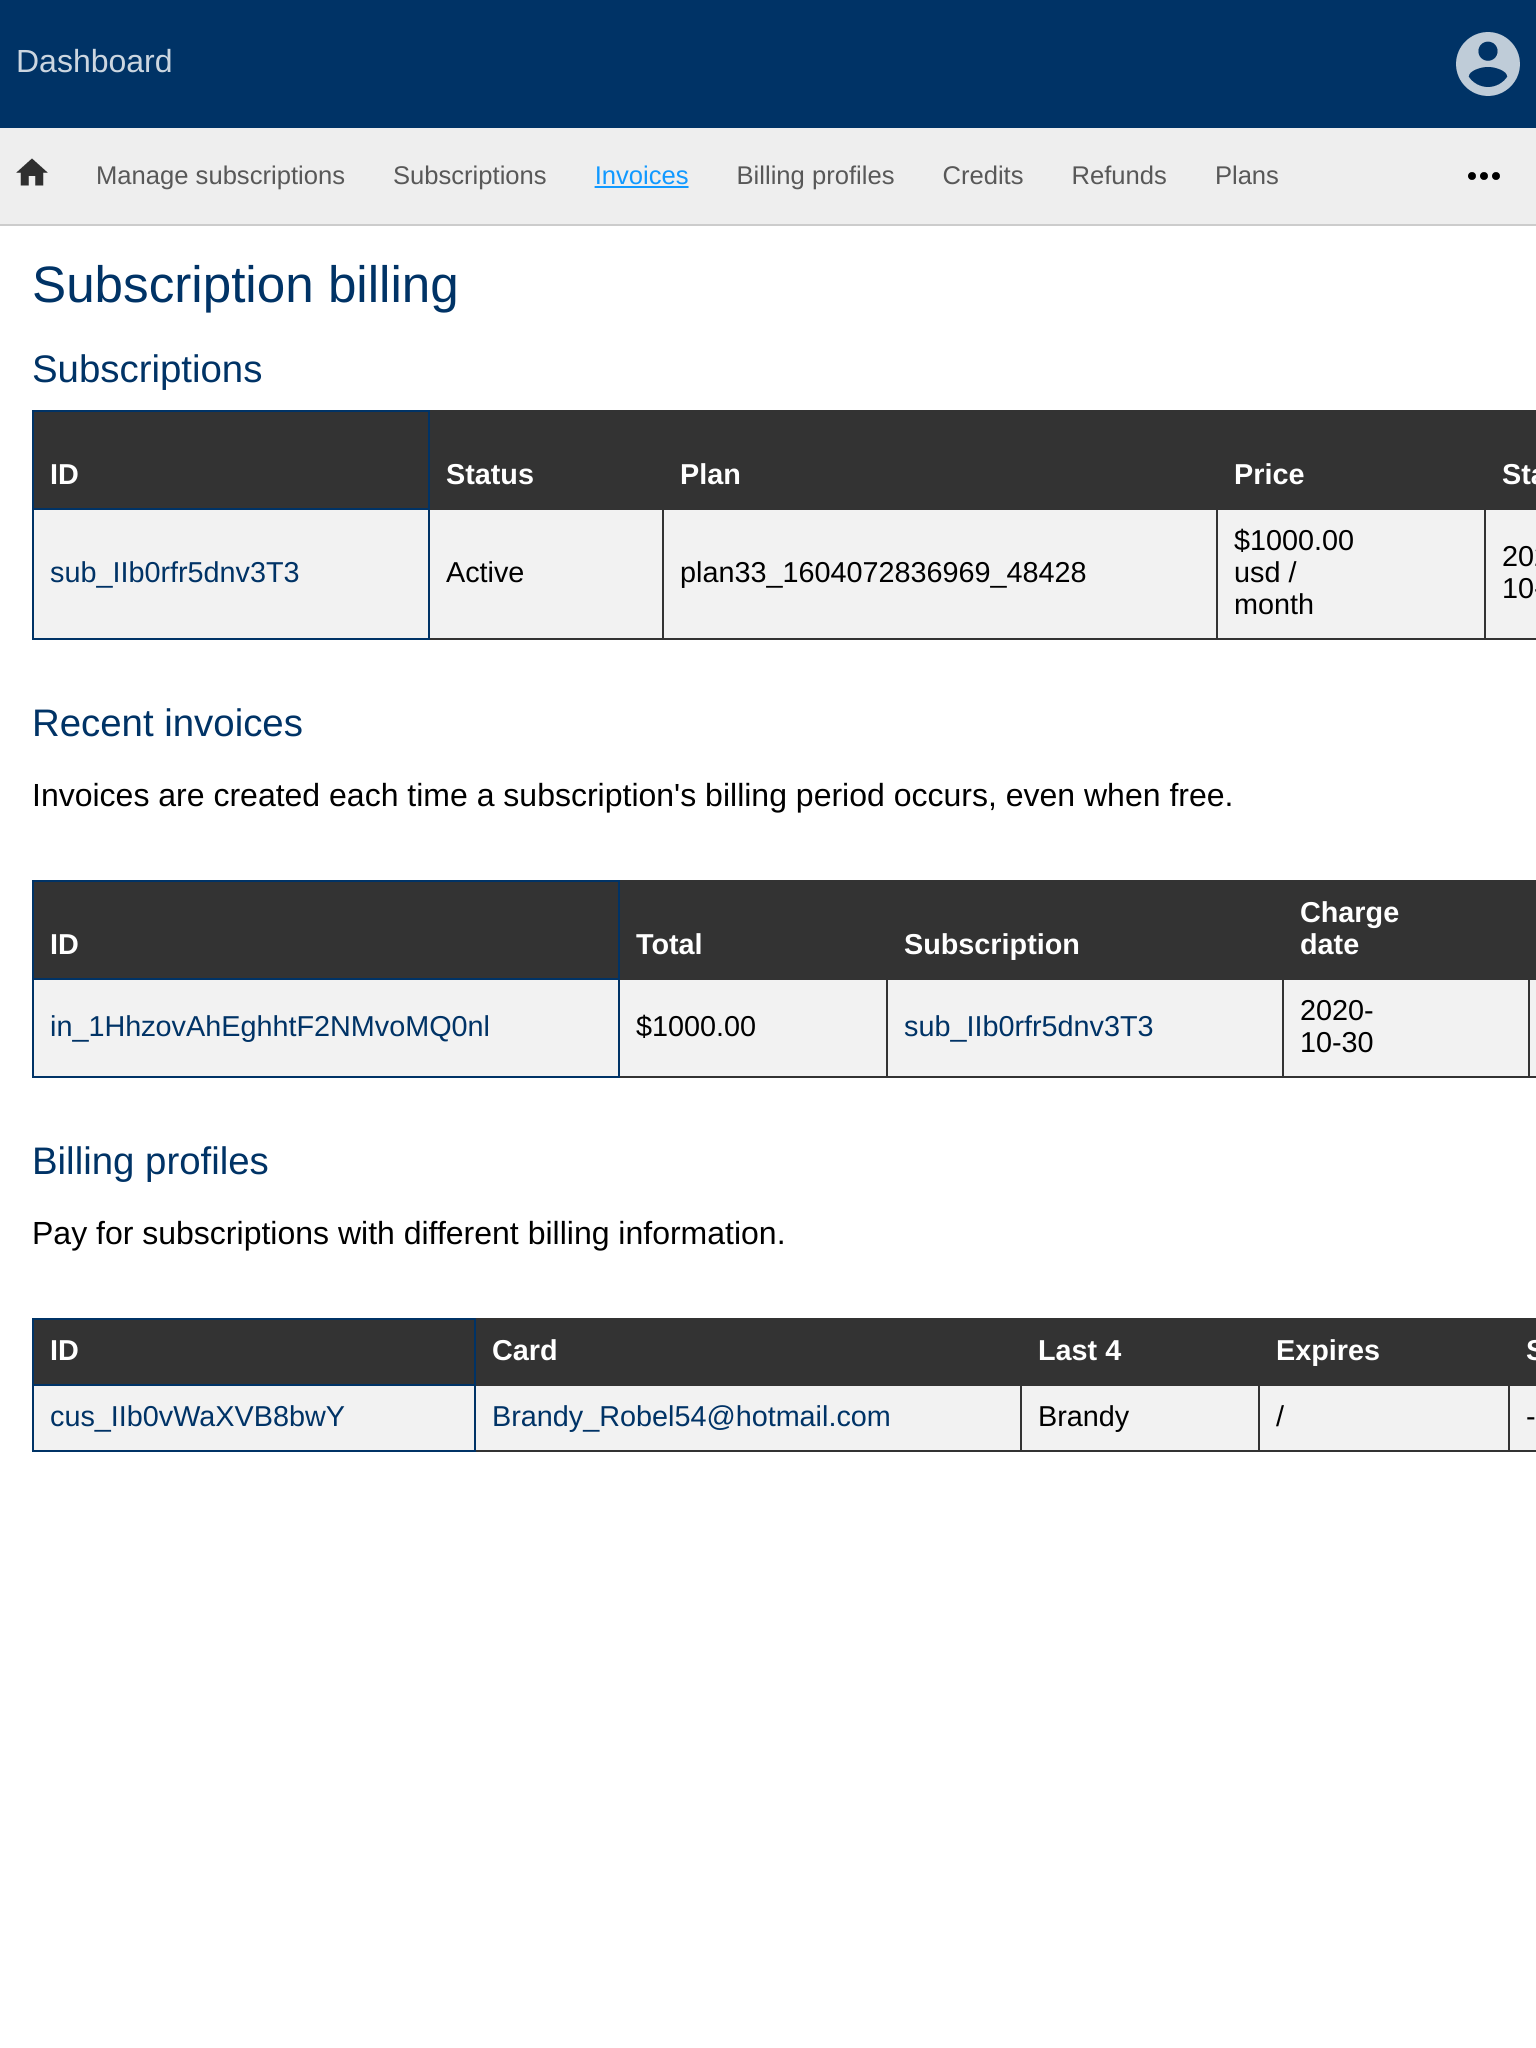 Dashboard
Manage subscriptions Subscriptions Invoices Billing profiles Credits Refunds Plans
Subscription billing
Subscriptions
ID Status Plan Price
sub_IIb0rfr5dnv3T3 Active plan33_1604072836969_48428 $1000.00
usd /
month
Recent invoices
Invoices are created each time a subscription's billing period occurs, even when free.
ID Total Subscription Charge
date
in_1HhzovAhEghhtF2NMvoMQ0nl $1000.00 sub_IIb0rfr5dnv3T3 2020-
10-30
Billing profiles
Pay for subscriptions with different billing information.
ID Card Last 4 Expires
cus_IIb0vWaXVB8bwY Brandy_Robel54@hotmail.com Brandy / -